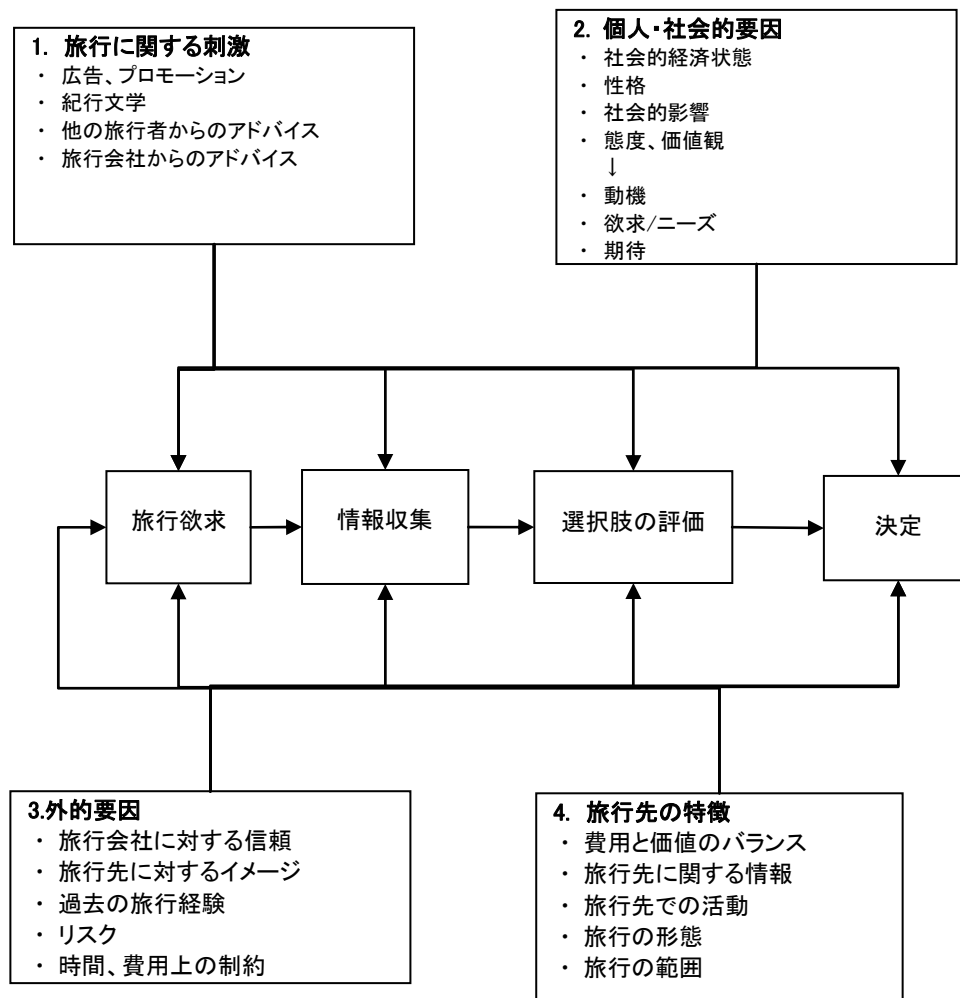 1. 旅行に関する刺激
・ 広告、プロモーション
・ 紀行文学
・ 他の旅行者からのアドバイス
・ 旅行会社からのアドバイス
2. 個人・社会的要因
・ 社会的経済状態
・ 性格
・ 社会的影響
・ 態度、価値観
↓
・ 動機
・ 欲求/ニーズ
・ 期待
旅行欲求
情報収集
選択肢の評価
決定
3.外的要因
・ 旅行会社に対する信頼
・ 旅行先に対するイメージ
・ 過去の旅行経験
・ リスク
・ 時間、費用上の制約
4. 旅行先の特徴
・ 費用と価値のバランス
・ 旅行先に関する情報
・ 旅行先での活動
・ 旅行の形態
・ 旅行の範囲